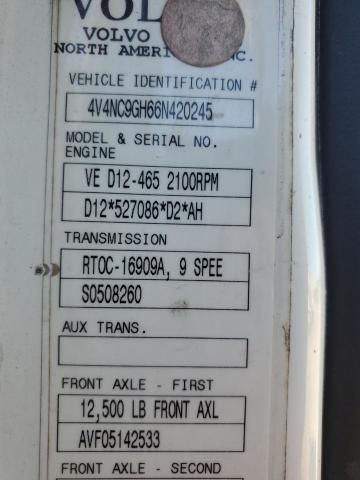 VOL
VOLVO
NORTH AMERI INC.
VEHICLE IDENTIFICATION #
4V4NC9GH66N420245
MODEL & SERIAL NO.
ENGINE
VE D12-465 2100RPM
D12*527086*D2*AH
TRANSMISSION
RTOC-16909A, 9 SPEE
S0508260
AUX TRANS.
FRONT AXLE - FIRST
12,500 LB FRONT AXL
AVF05142533
FRONT AXLE - SECOND